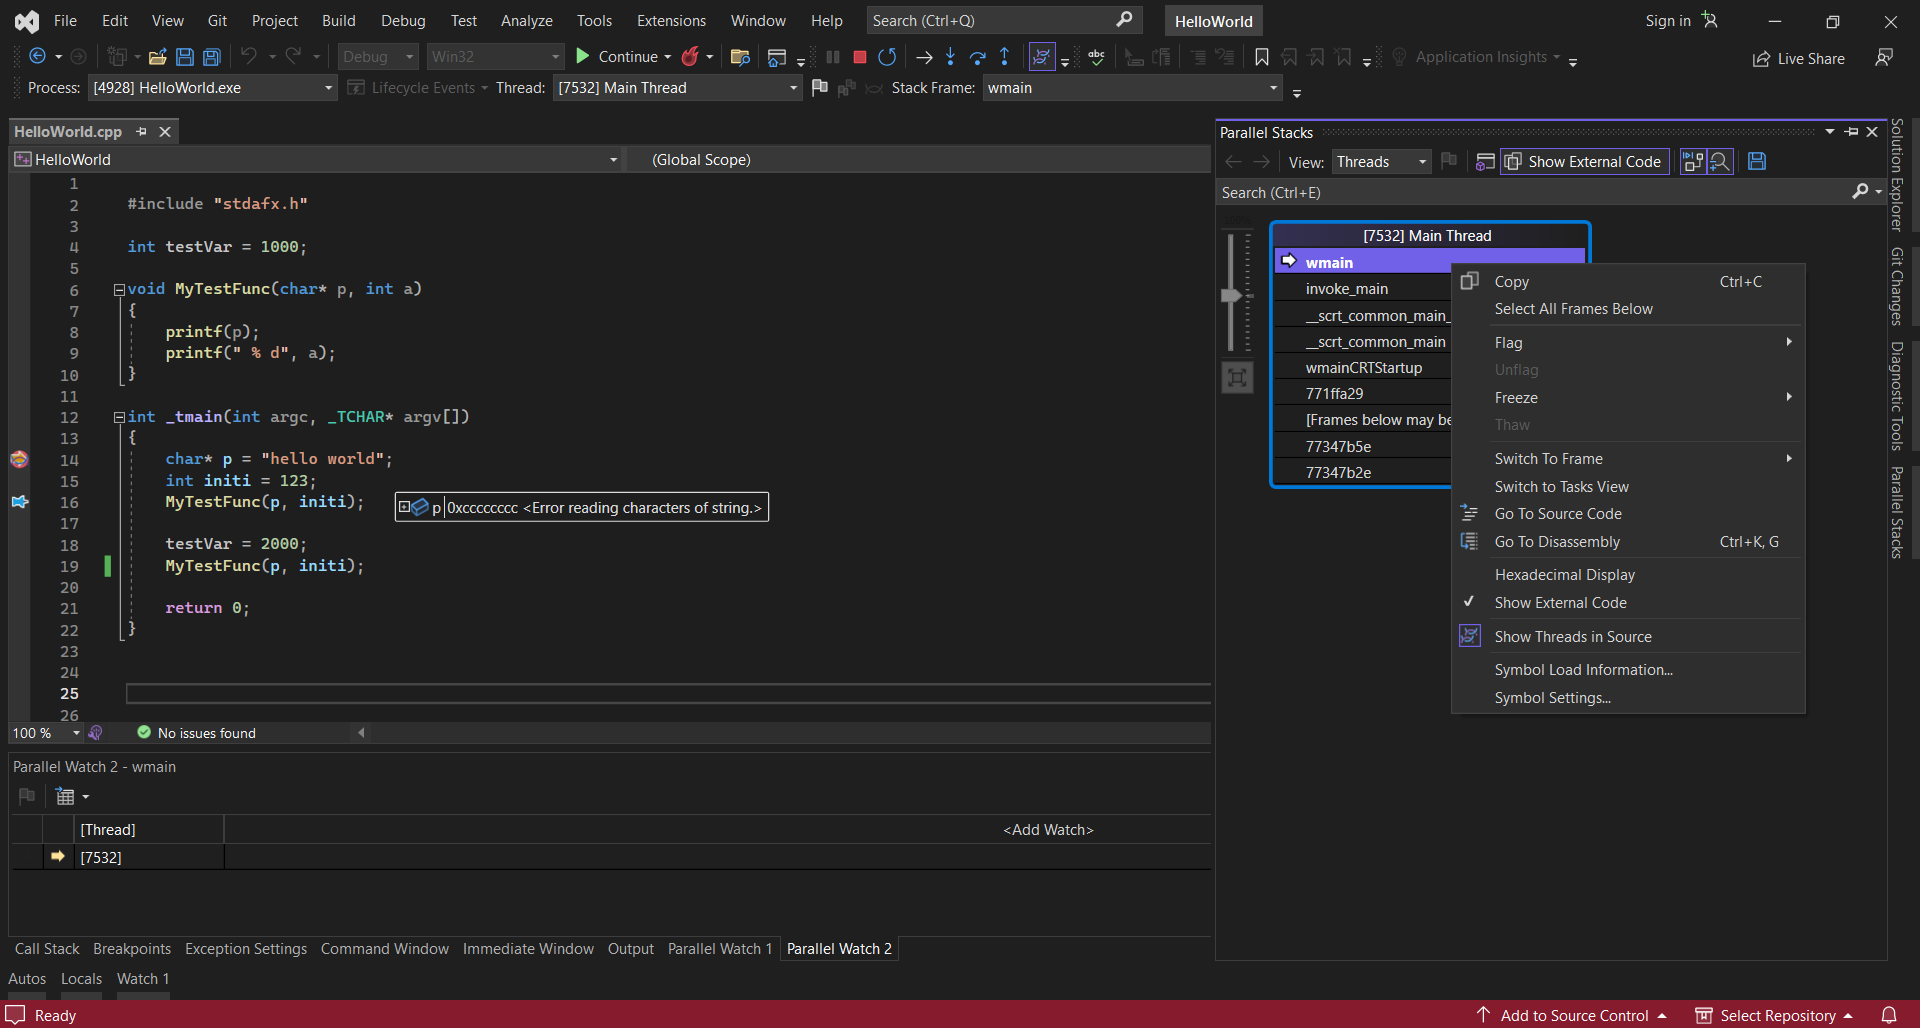 File Edit View Git Project Build Debug Test Analyze Tools Extensions Window Help Search (Ctrl+Q) HelloWorld Sign in
Debug Win32 Continue abc Application Insights Live Share
Process: [4928] HelloWorld.exe Lifecycle Events Thread: [7532] Main Thread Stack Frame: wmain
HelloWorld.cpp
HelloWorld (Global Scope)
1
2 #include "stdafx.h"
3
4 int testVar = 1000;
5
6 void MyTestFunc(char* p, int a)
7 {
8 printf(p);
9 printf(" % d", a);
10 }
11
12 int _tmain(int argc, _TCHAR* argv[])
13 {
14 char* p = "hello world";
15 int initi = 123;
16 MyTestFunc(p, initi);
p 0xcccccccc <Error reading characters of string.>
17
18 testVar = 2000;
19 MyTestFunc(p, initi);
20
21 return 0;
22 }
23
24
25
26
100 % No issues found
Parallel Watch 2 - wmain
[Thread] <Add Watch>
[7532]
Call Stack Breakpoints Exception Settings Command Window Immediate Window Output Parallel Watch 1 Parallel Watch 2
Autos Locals Watch 1
Parallel Stacks
View: Threads Show External Code
Search (Ctrl+E)
[7532] Main Thread
wmain
invoke_main
__scrt_common_main_
__scrt_common_main
wmainCRTStartup
771ffa29
[Frames below may be
77347b5e
77347b2e
Copy Ctrl+C
Select All Frames Below
Flag
Unflag
Freeze
Thaw
Switch To Frame
Switch to Tasks View
Go To Source Code
Go To Disassembly Ctrl+K, G
Hexadecimal Display
Show External Code
Show Threads in Source
Symbol Load Information...
Symbol Settings...
Solution Explorer
Git Changes
Diagnostic Tools
Parallel Stacks
Ready Add to Source Control Select Repository